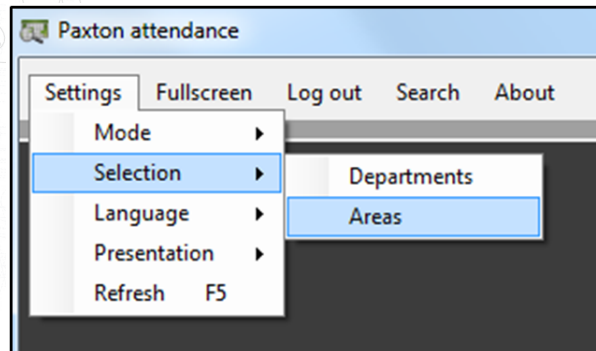 Paxton attendance
Settings Fullscreen Log out Search About
Mode
Selection
Departments
Language
Areas
Presentation
Refresh F5